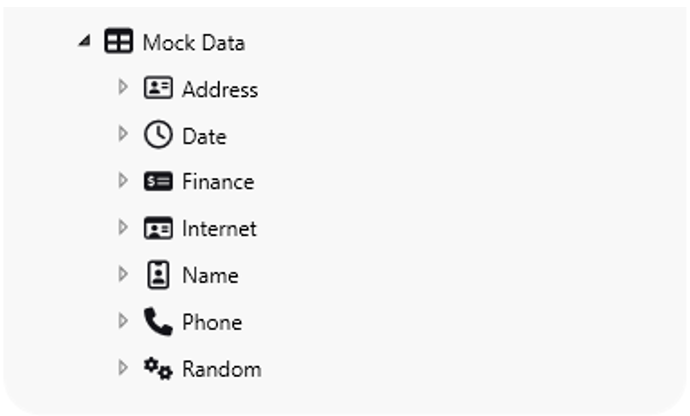 Mock Data
Address
Date
Finance
Internet
Name
Phone
Random